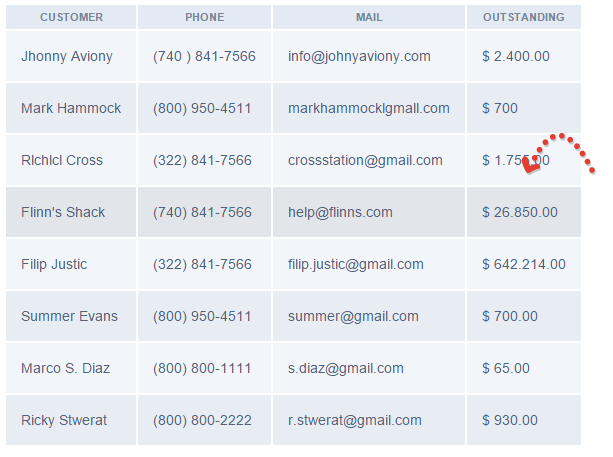 CUSTOMER PHONE MAIL OUTSTANDING
Jhonny Aviony (740 ) 841-7566 info@johnyaviony.com $ 2.400.00
Mark Hammock (800) 950-4511 markhammocklgmall.com $ 700
RIchIcl Cross (322) 841-7566 crossstation@gmail.com $ 1.755.00
Flinn's Shack (740) 841-7566 help@flinns.com $ 26.850.00
Filip Justic (322) 841-7566 filip.justic@gmail.com $ 642.214.00
Summer Evans (800) 950-4511 summer@gmail.com $ 700.00
Marco S. Diaz (800) 800-1111 s.diaz@gmail.com $ 65.00
Ricky Stwerat (800) 800-2222 r.stwerat@gmail.com $ 930.00